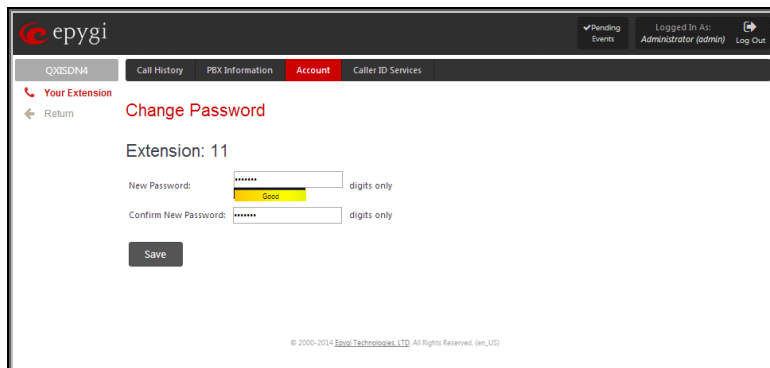 epygi
✔Pending Events
Logged In As:
Administrator (admin)
Log Out
QXISDN4
Call History
PBX Information
Account
Caller ID Services
Your Extension
Return
Change Password
Extension: 11
New Password: ••••••• digits only
Good
Confirm New Password: ••••••• digits only
Save
© 2000-2014 Epygi Technologies, LTD. All Rights Reserved. (en_US)